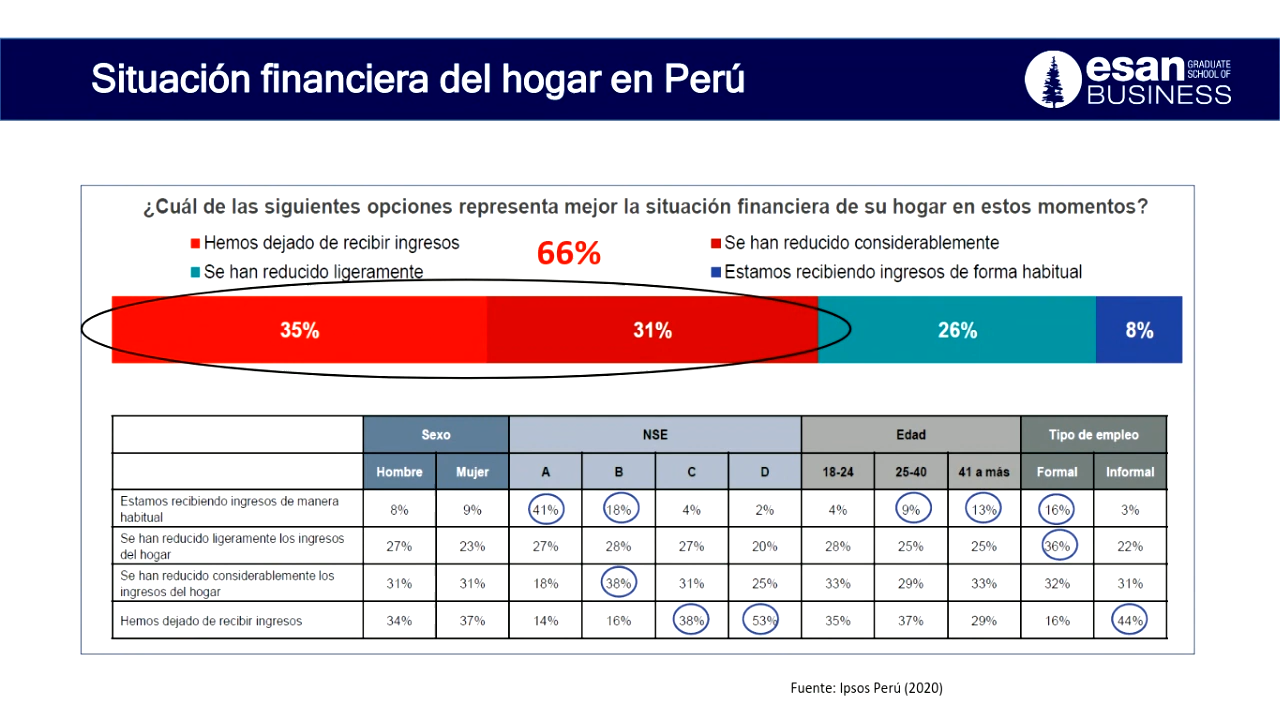 Situación financiera del hogar en Perú
esan GRADUATE SCHOOL OF
BUSINESS
¿Cuál de las siguientes opciones representa mejor la situación financiera de su hogar en estos momentos?
Hemos dejado de recibir ingresos 66% Se han reducido considerablemente
Se han reducido ligeramente Estamos recibiendo ingresos de forma habitual
35% 31% 26% 8%
Sexo NSE Edad Tipo de empleo
Hombre Mujer A B C D 18-24 25-40 41 a más Formal Informal
Estamos recibiendo ingresos de manera
habitual 8% 9% 41% 18% 4% 2% 4% 9% 13% 16% 3%
Se han reducido ligeramente los ingresos
del hogar 27% 23% 27% 28% 27% 20% 28% 25% 25% 36% 22%
Se han reducido considerablemente los
ingresos del hogar 31% 31% 18% 38% 31% 25% 33% 29% 33% 32% 31%
Hemos dejado de recibir ingresos 34% 37% 14% 16% 38% 53% 35% 37% 29% 16% 44%
Fuente: Ipsos Perú (2020)